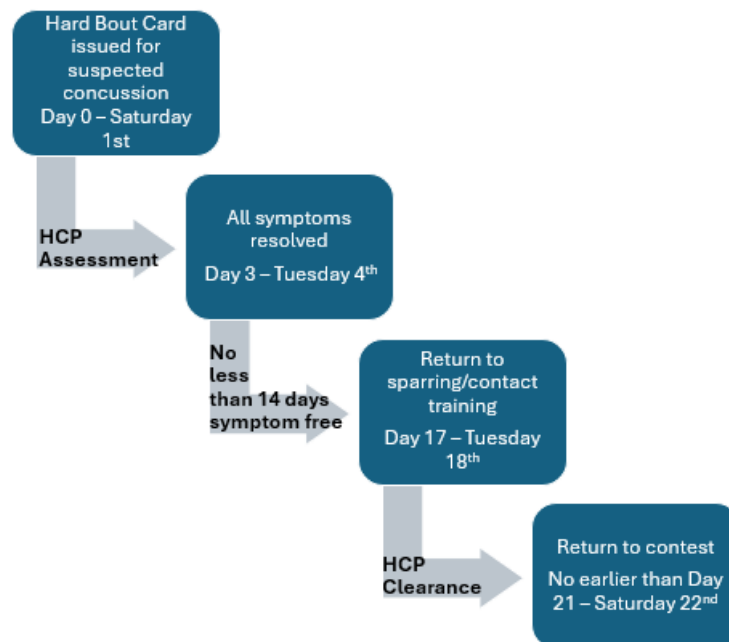 Hard Bout Card
issued for
suspected
concussion
Day 0 – Saturday
1st
HCP
Assessment
All symptoms
resolved
Day 3 – Tuesday 4th
No
less
than 14 days
symptom free
Return to
sparring/contact
training
Day 17 – Tuesday
18th
HCP
Clearance
Return to contest
No earlier than Day
21 – Saturday 22nd